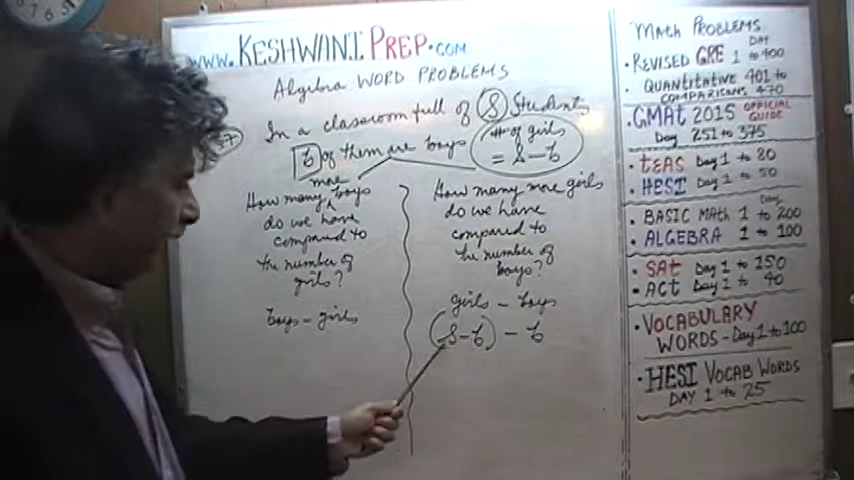 www.KESHWANIPREP.com
Algebra WORD PROBLEMS
37
In a classroom full of S students
b of them are boys
# of girls
= S - b
How many more boys
do we have
compared to
the number of
girls?
boys - girls
How many more girls
do we have
compared to
the number of
boys?
girls - boys
(S-b) - b
MATH PROBLEMS
DAY
• REVISED GRE 1 to 400
• QUANTITATIVE 401 to
COMPARISONS 470
• GMAT 2015 OFFICIAL
GUIDE
Day 251 to 375
• TEAS Day 1 to 80
• HESI Day 1 to 50
Day
• BASIC MATH 1 to 200
• ALGEBRA 1 to 100
• SAT Day 1 to 150
• ACT Day 1 to 40
• VOCABULARY
WORDS - Day 1 to 100
• HESI VOCAB WORDS
DAY 1 to 25